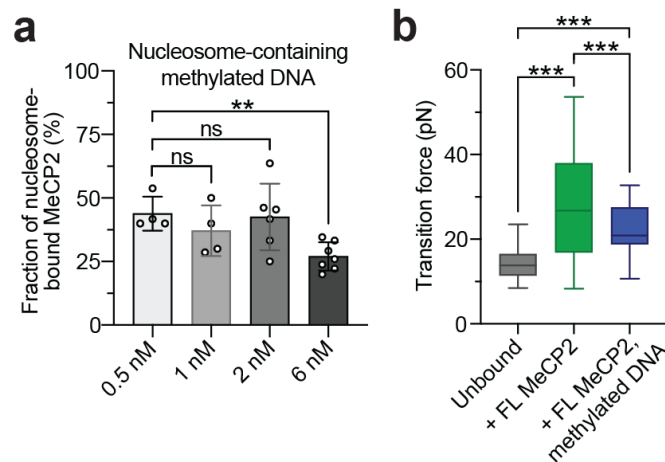 a
Nucleosome-containing
methylated DNA
Fraction of nucleosome-
bound MeCP2 (%)
100
75
50
25
0
**
ns
ns
0.5 nM
1 nM
2 nM
6 nM
b
***
***
***
Transition force (pN)
60
40
20
0
Unbound
+ FL MeCP2
+ FL MeCP2,
methylated DNA